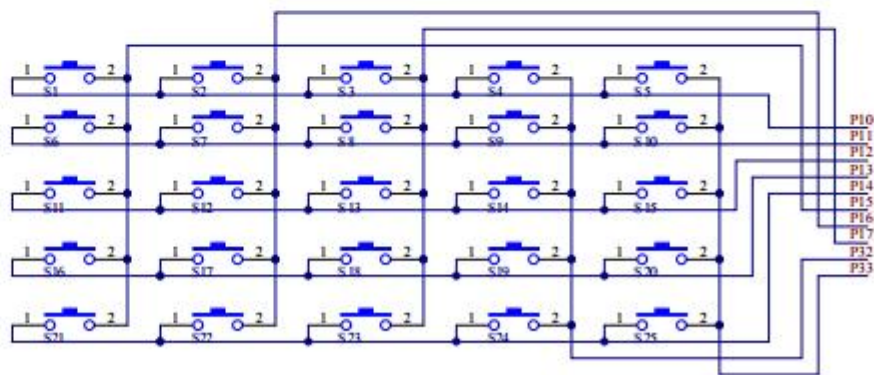 1 2 1 2 1 2 1 2 1 2
S1 S2 S3 S4 S5
P10
1 2 1 2 1 2 1 2 1 2
P11
S6 S7 S8 S9 S10
P12
P13
1 2 1 2 1 2 1 2 1 2
P14
S11 S12 S13 S14 S15
P15
P16
P17
1 2 1 2 1 2 1 2 1 2
P32
S16 S17 S18 S19 S20
P33
1 2 1 2 1 2 1 2 1 2
S21 S22 S23 S24 S25